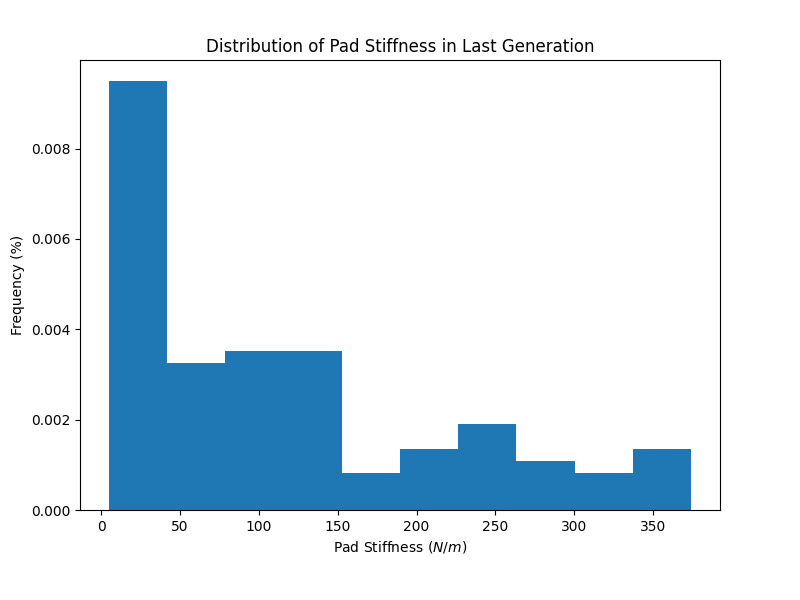 Distribution of Pad Stiffness in Last Generation
Frequency (%)
0.008
0.006
0.004
0.002
0.000
0 50 100 150 200 250 300 350
Pad Stiffness (N/m)